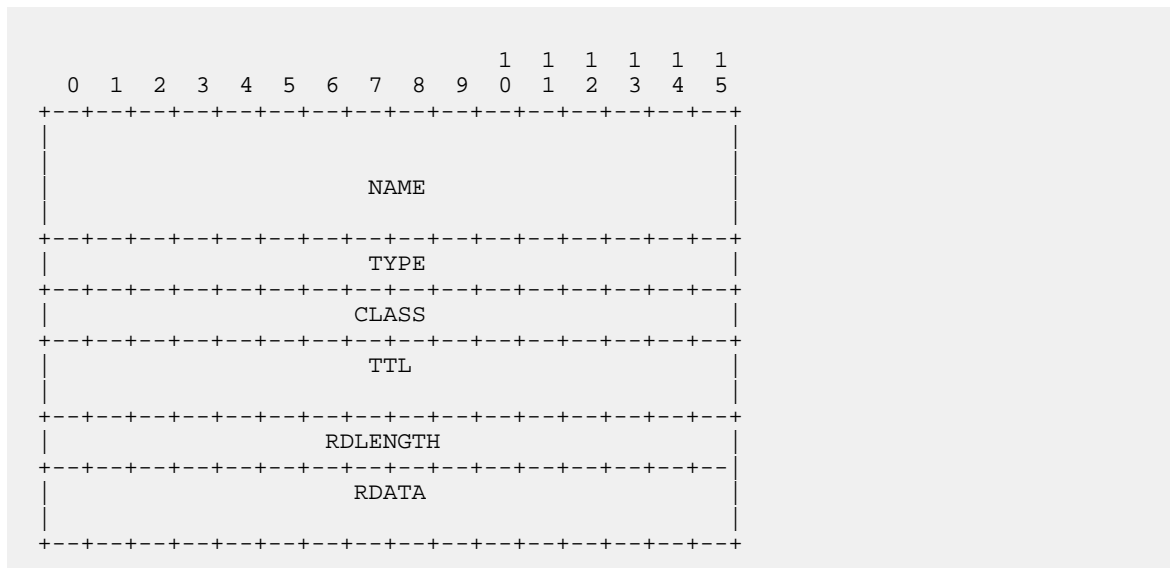 1  1  1  1  1  1
  0  1  2  3  4  5  6  7  8  9  0  1  2  3  4  5
+--+--+--+--+--+--+--+--+--+--+--+--+--+--+--+--+
|                                               |
|                                               |
|                      NAME                     |
|                                               |
+--+--+--+--+--+--+--+--+--+--+--+--+--+--+--+--+
|                      TYPE                     |
+--+--+--+--+--+--+--+--+--+--+--+--+--+--+--+--+
|                     CLASS                     |
+--+--+--+--+--+--+--+--+--+--+--+--+--+--+--+--+
|                      TTL                      |
|                                               |
+--+--+--+--+--+--+--+--+--+--+--+--+--+--+--+--+
|                   RDLENGTH                    |
+--+--+--+--+--+--+--+--+--+--+--+--+--+--+--+--|
|                     RDATA                     |
|                                               |
+--+--+--+--+--+--+--+--+--+--+--+--+--+--+--+--+